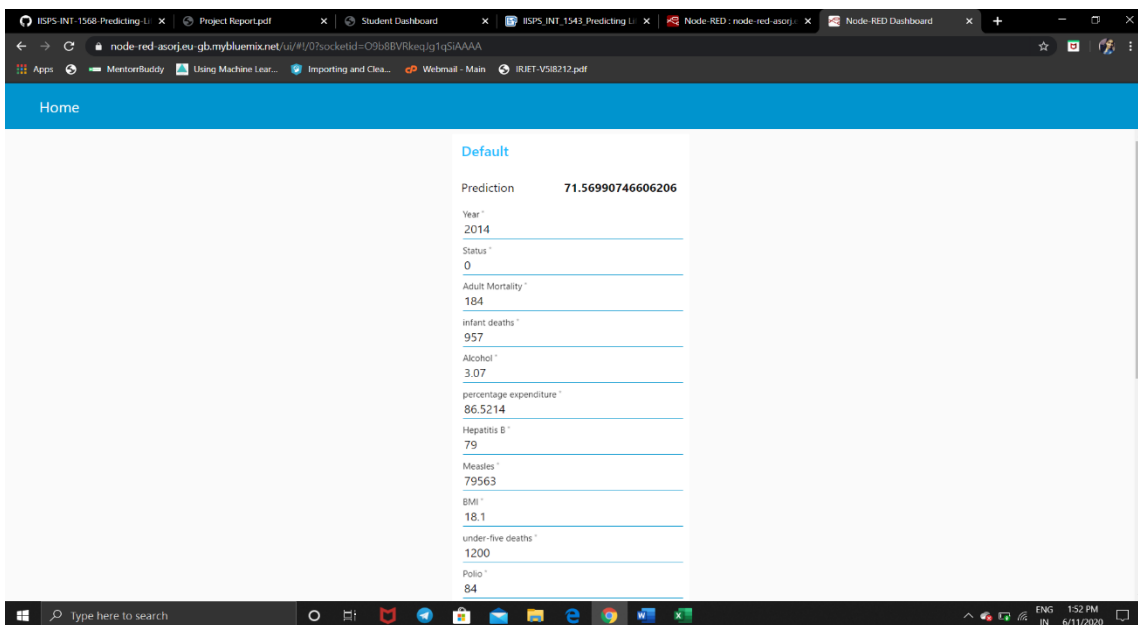 IISPS-INT-1568-Predicting-Li
Project Report.pdf
Student Dashboard
IISPS_INT_1543_Predicting Li
Node-RED : node-red-asorj.c
Node-RED Dashboard
node-red-asorj.eu-gb.mybluemix.net/ui/#!/0?socketid=O9b8BVRkeqJg1qSiAAAA
Apps
MentorrBuddy
Using Machine Lear...
Importing and Clea...
Webmail - Main
IRJET-V5I8212.pdf
Home
Default
Prediction 71.56990746606206
Year *
2014
Status *
0
Adult Mortality *
184
infant deaths *
957
Alcohol *
3.07
percentage expenditure *
86.5214
Hepatitis B *
79
Measles *
79563
BMI *
18.1
under-five deaths *
1200
Polio *
84
Type here to search
ENG 1:52 PM
IN 6/11/2020